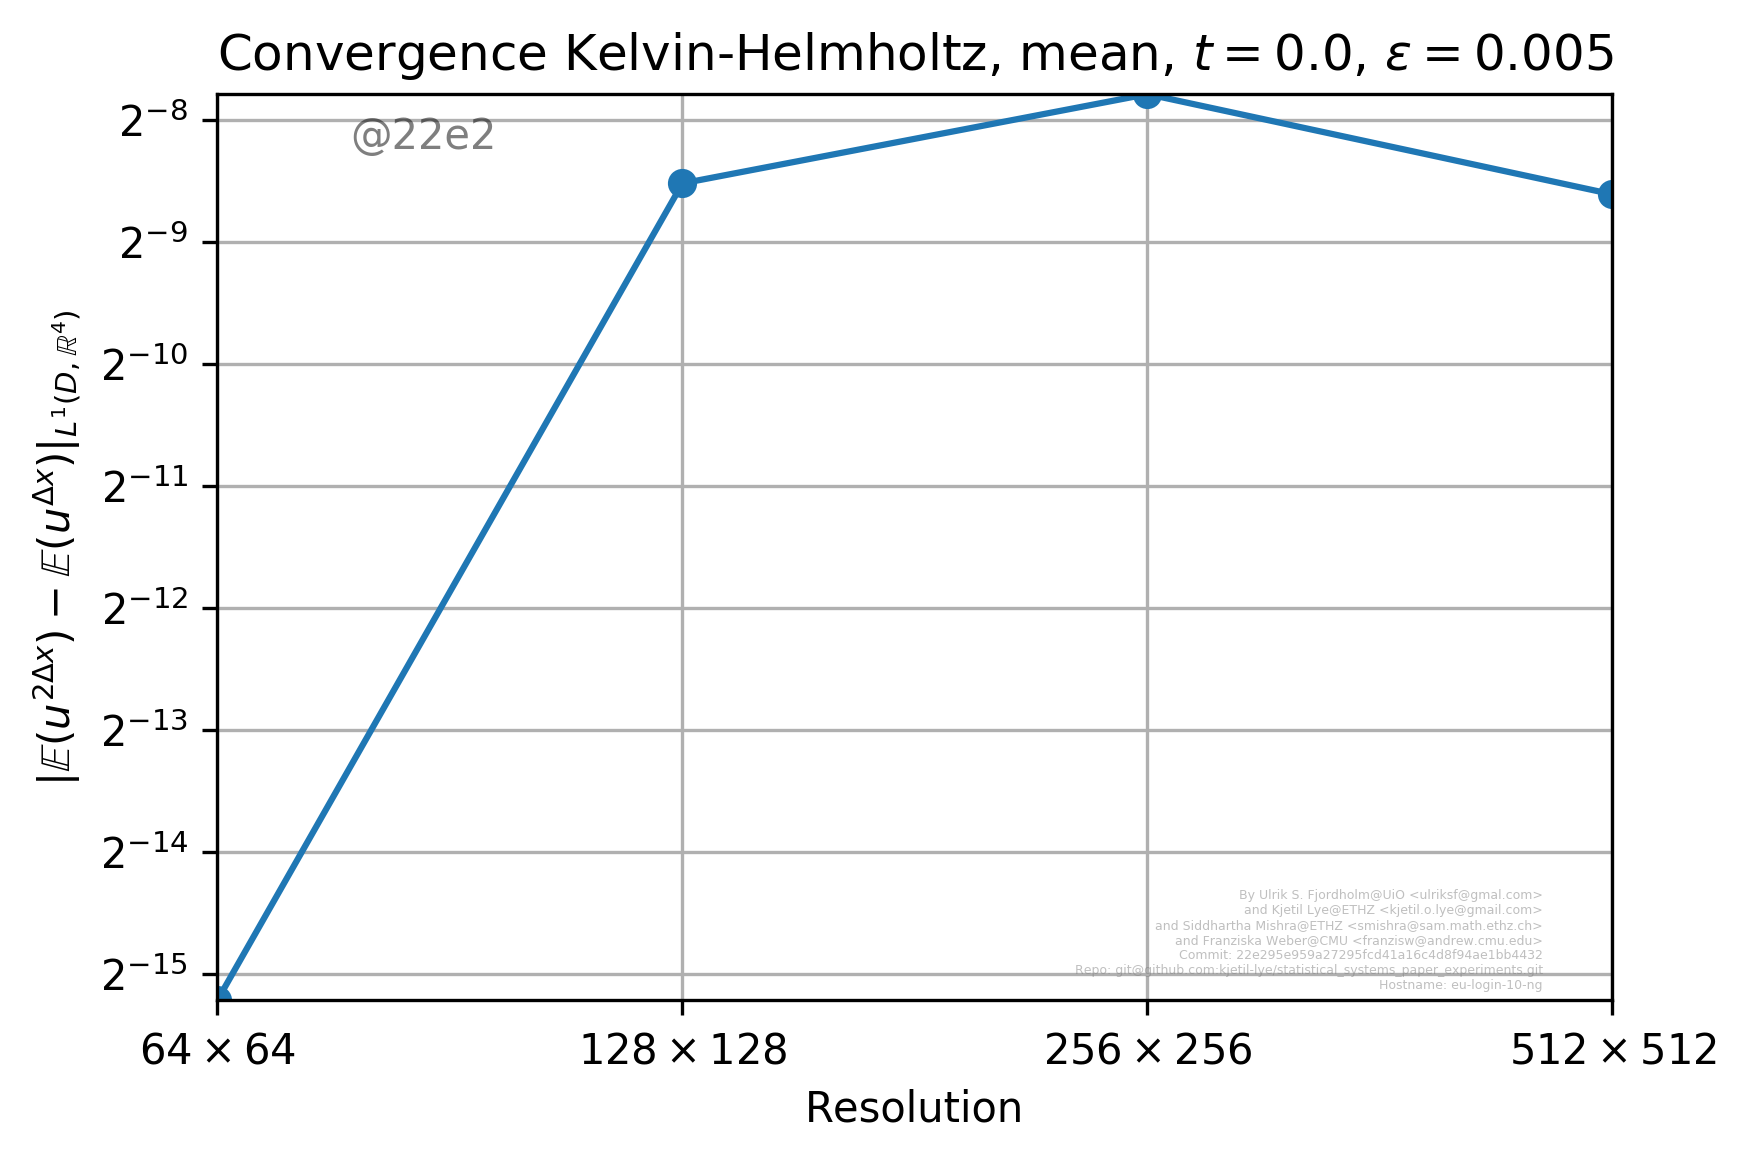 Convergence Kelvin-Helmholtz, mean, t = 0.0, ε = 0.005
@22e2
2⁻⁸
2⁻⁹
2⁻¹⁰
2⁻¹¹
2⁻¹²
2⁻¹³
2⁻¹⁴
2⁻¹⁵
|𝔼(u^{2Δx}) − 𝔼(u^{Δx})|_{L¹(D, ℝ⁴)}
By Ulrik S. Fjordholm@UiO <ulriksf@gmal.com>
and Kjetil Lye@ETHZ <kjetil.o.lye@gmail.com>
and Siddhartha Mishra@ETHZ <smishra@sam.math.ethz.ch>
and Franziska Weber@CMU <franzisw@andrew.cmu.edu>
Commit: 22e295e959a27295fcd41a16c4d8f94ae1bb4432
Repo: git@github.com:kjetil-lye/statistical_systems_paper_experiments.git
Hostname: eu-login-10-ng
64 × 64
128 × 128
256 × 256
512 × 512
Resolution